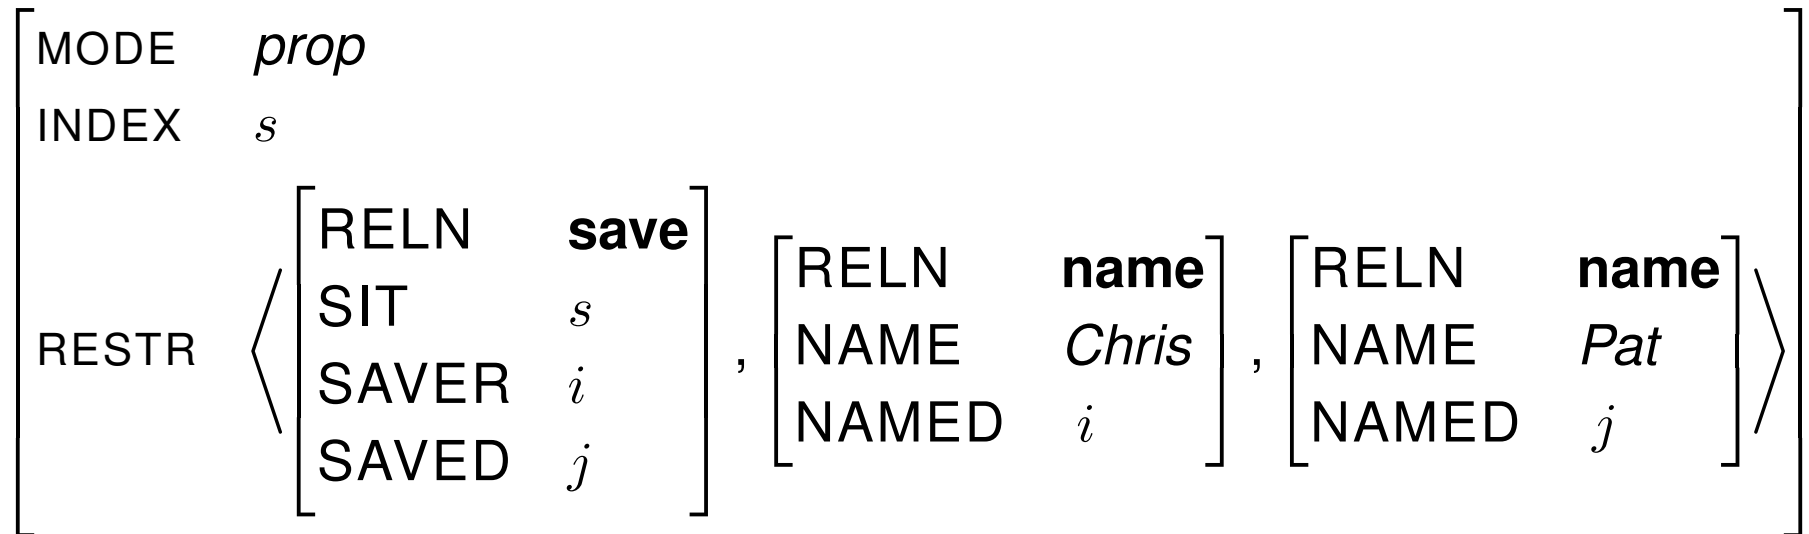 MODE prop
INDEX s
RESTR ⟨ [RELN save
SIT s
SAVER i
SAVED j] , [RELN name
NAME Chris
NAMED i] , [RELN name
NAME Pat
NAMED j] ⟩